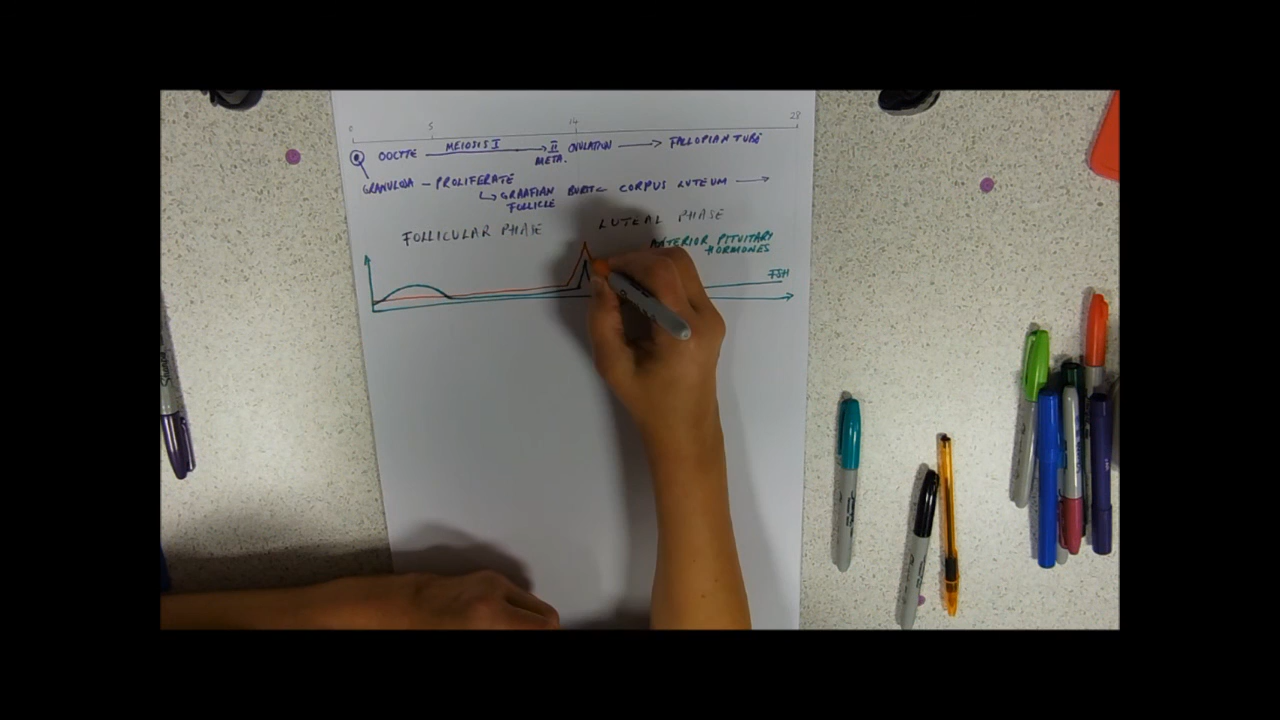 0 5 14 28
OOCYTE MEIOSIS I II OVULATION FALLOPIAN TUBE
META.
GRANULOSA - PROLIFERATE
GRAAFIAN BURST CORPUS LUTEUM
FOLLICLE
FOLLICULAR PHASE LUTEAL PHASE
ANTERIOR PITUITARY
HORMONES
FSH